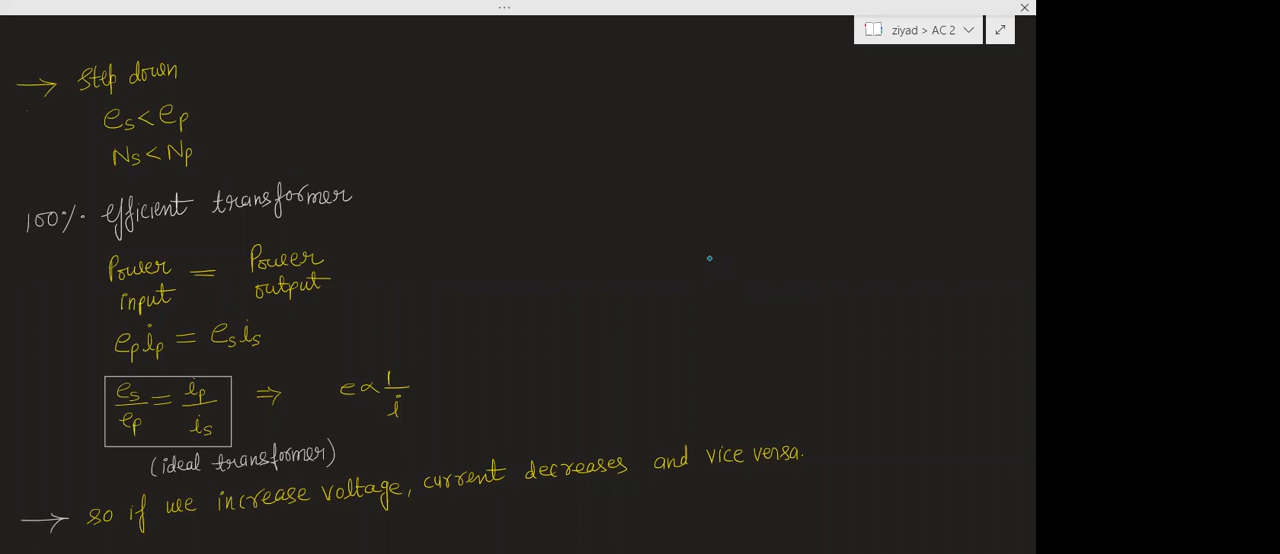 ziyad > AC 2
→ Step down
es < ep
Ns < Np
100% efficient transformer
Power input = Power output
ep ip = es is
es/ep = ip/is ⇒ e ∝ 1/i
(ideal transformer)
→ so if we increase voltage, current decreases and vice versa.